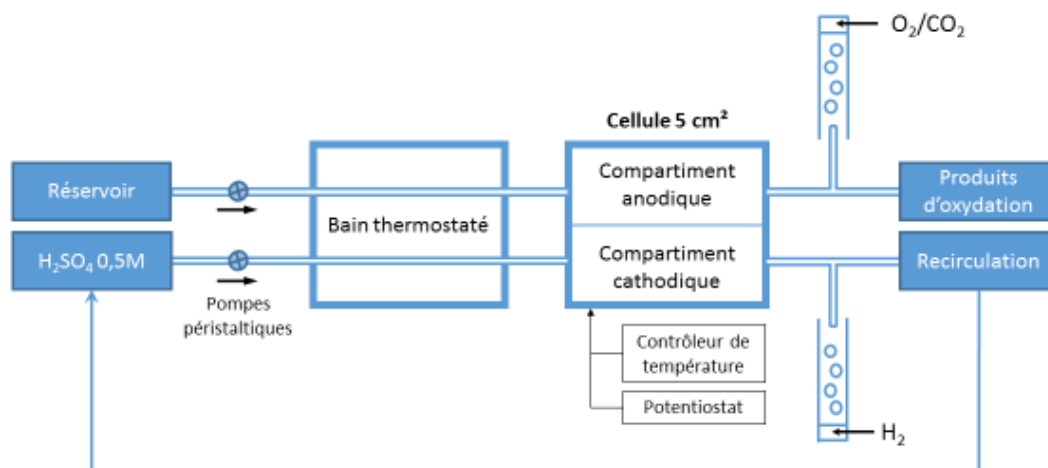 O₂/CO₂
Cellule 5 cm²
Réservoir
Compartiment
anodique
Produits
d'oxydation
Bain thermostaté
H₂SO₄ 0,5M
Compartiment
cathodique
Recirculation
Pompes
péristaltiques
Contrôleur de
température
Potentiostat
H₂